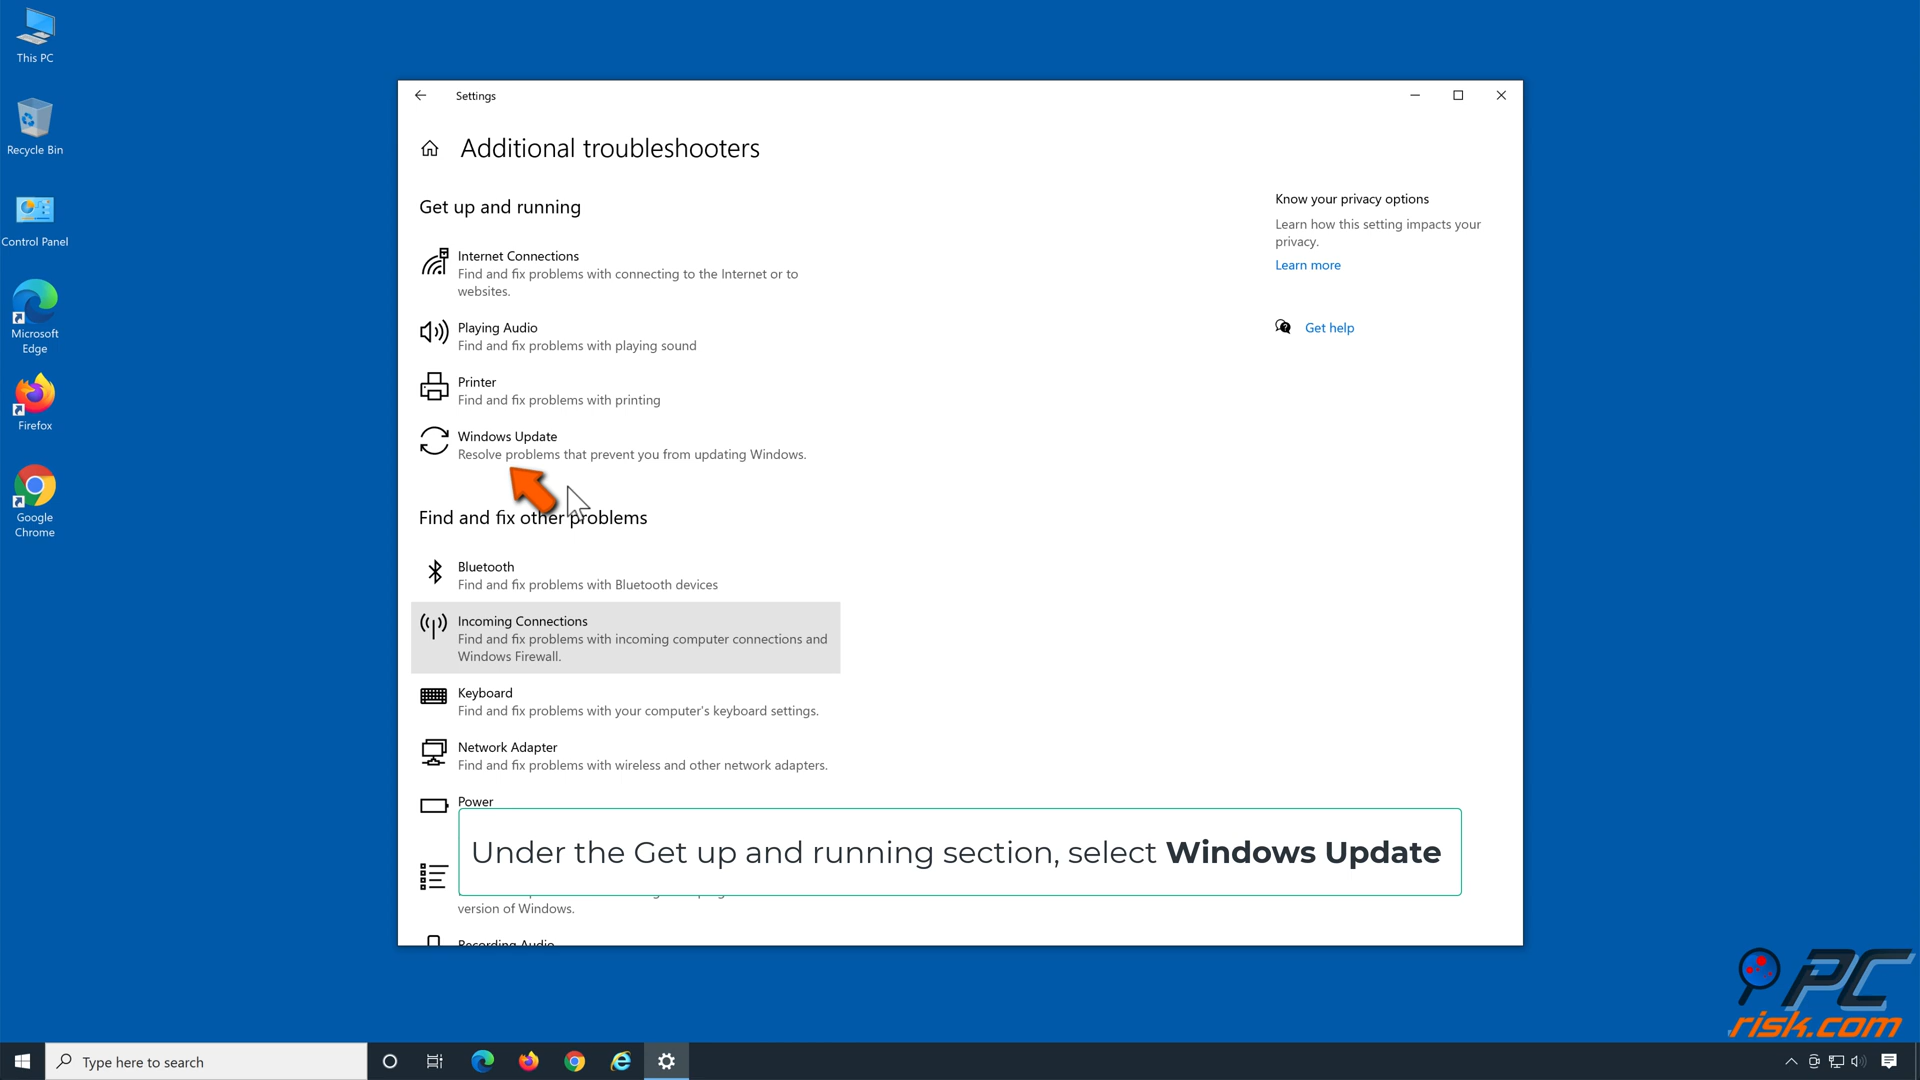 This PC
Recycle Bin
Control Panel
Microsoft
Edge
Firefox
Google
Chrome
Settings
Additional troubleshooters
Get up and running
Internet Connections
Find and fix problems with connecting to the Internet or to
websites.
Playing Audio
Find and fix problems with playing sound
Printer
Find and fix problems with printing
Windows Update
Resolve problems that prevent you from updating Windows.
Find and fix other problems
Bluetooth
Find and fix problems with Bluetooth devices
Incoming Connections
Find and fix problems with incoming computer connections and
Windows Firewall.
Keyboard
Find and fix problems with your computer's keyboard settings.
Network Adapter
Find and fix problems with wireless and other network adapters.
Power
Under the Get up and running section, select Windows Update
version of Windows.
Recording Audio
Know your privacy options
Learn how this setting impacts your
privacy.
Learn more
Get help
PC
risk.com
Type here to search